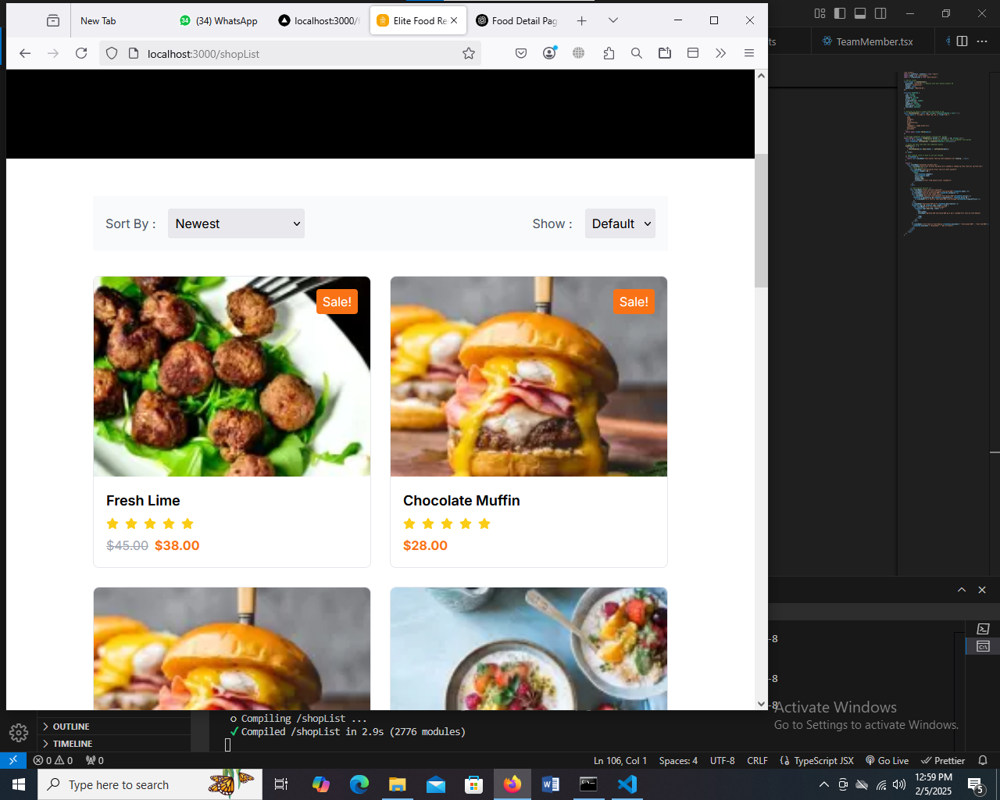 New Tab
34
(34) WhatsApp
localhost:3000/f
Elite Food Re
Food Detail Pag
localhost:3000/shopList
TeamMember.tsx
Sort By :
Newest
Show :
Default
Sale!
Sale!
Fresh Lime
$45.00 $38.00
Chocolate Muffin
$28.00
-8
-8
-8
Activate Windows
Go to Settings to activate Windows.
OUTLINE
TIMELINE
○ Compiling /shopList ...
✓ Compiled /shopList in 2.9s (2776 modules)
0 0 0
Ln 106, Col 1
Spaces: 4
UTF-8
CRLF
TypeScript JSX
Go Live
Prettier
Type here to search
12:59 PM
2/5/2025
5